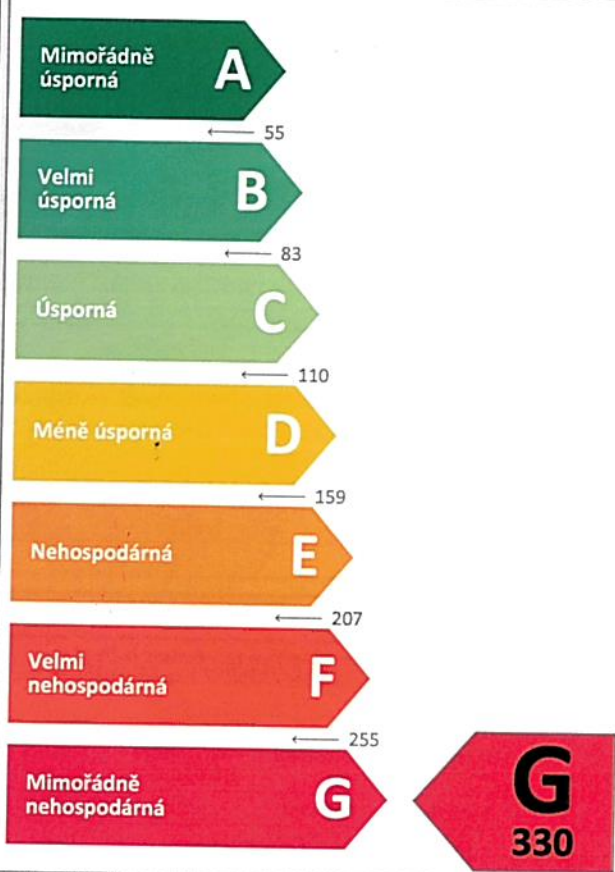 Mimořádně
úsporná
A
← 55
Velmi
úsporná
B
← 83
Úsporná
C
← 110
Méně úsporná
D
← 159
Nehospodárná
E
← 207
Velmi
nehospodárná
F
← 255
Mimořádně
nehospodárná
G
G
330